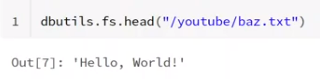 1 dbutils.fs.head("/youtube/baz.txt")
Out[7]: 'Hello, World!'